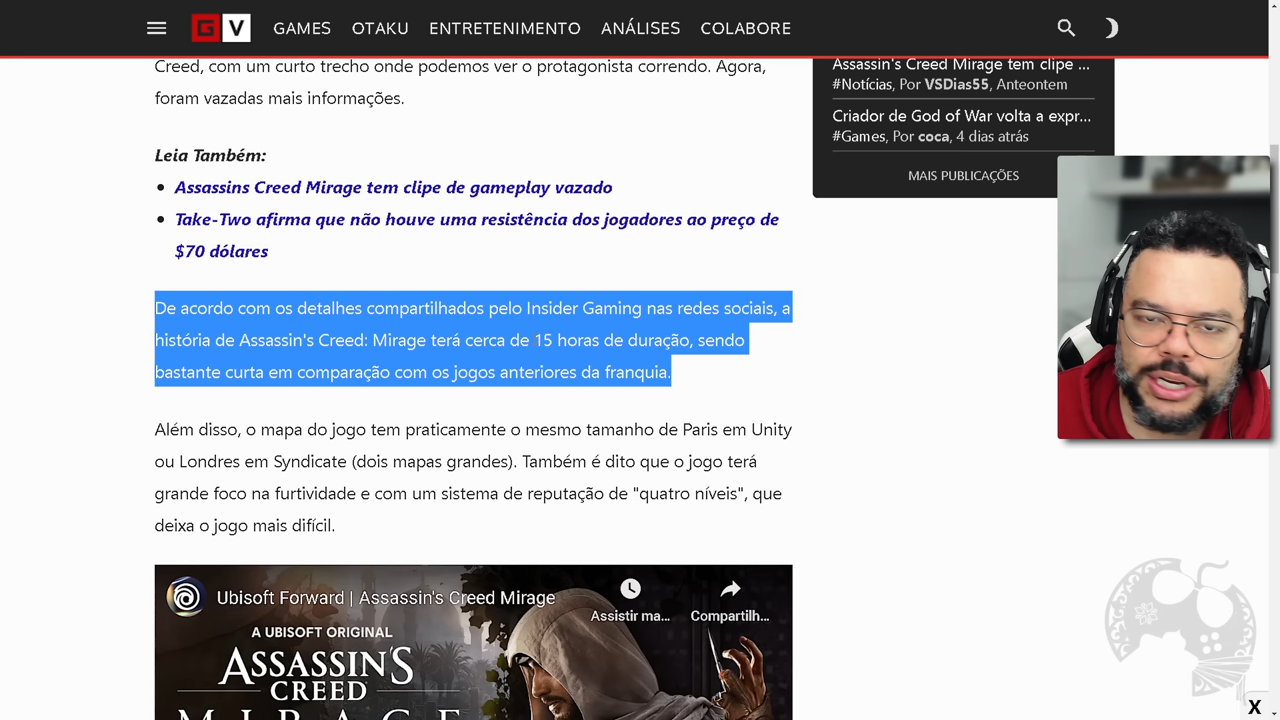 GV GAMES OTAKU ENTRETENIMENTO ANÁLISES COLABORE
Creed, com um curto trecho onde podemos ver o protagonista correndo. Agora,
foram vazadas mais informações.
Leia Também:
• Assassins Creed Mirage tem clipe de gameplay vazado
• Take-Two afirma que não houve uma resistência dos jogadores ao preço de
$70 dólares
De acordo com os detalhes compartilhados pelo Insider Gaming nas redes sociais, a
história de Assassin's Creed: Mirage terá cerca de 15 horas de duração, sendo
bastante curta em comparação com os jogos anteriores da franquia.
Além disso, o mapa do jogo tem praticamente o mesmo tamanho de Paris em Unity
ou Londres em Syndicate (dois mapas grandes). Também é dito que o jogo terá
grande foco na furtividade e com um sistema de reputação de "quatro níveis", que
deixa o jogo mais difícil.
Ubisoft Forward | Assassin's Creed Mirage
Assistir ma...
Compartilh...
A UBISOFT ORIGINAL
ASSASSIN'S
CREED
MIRAGE
Assassin's Creed Mirage tem clipe ...
#Notícias, Por VSDias55, Anteontem
Criador de God of War volta a expr...
#Games, Por coca, 4 dias atrás
MAIS PUBLICAÇÕES
X